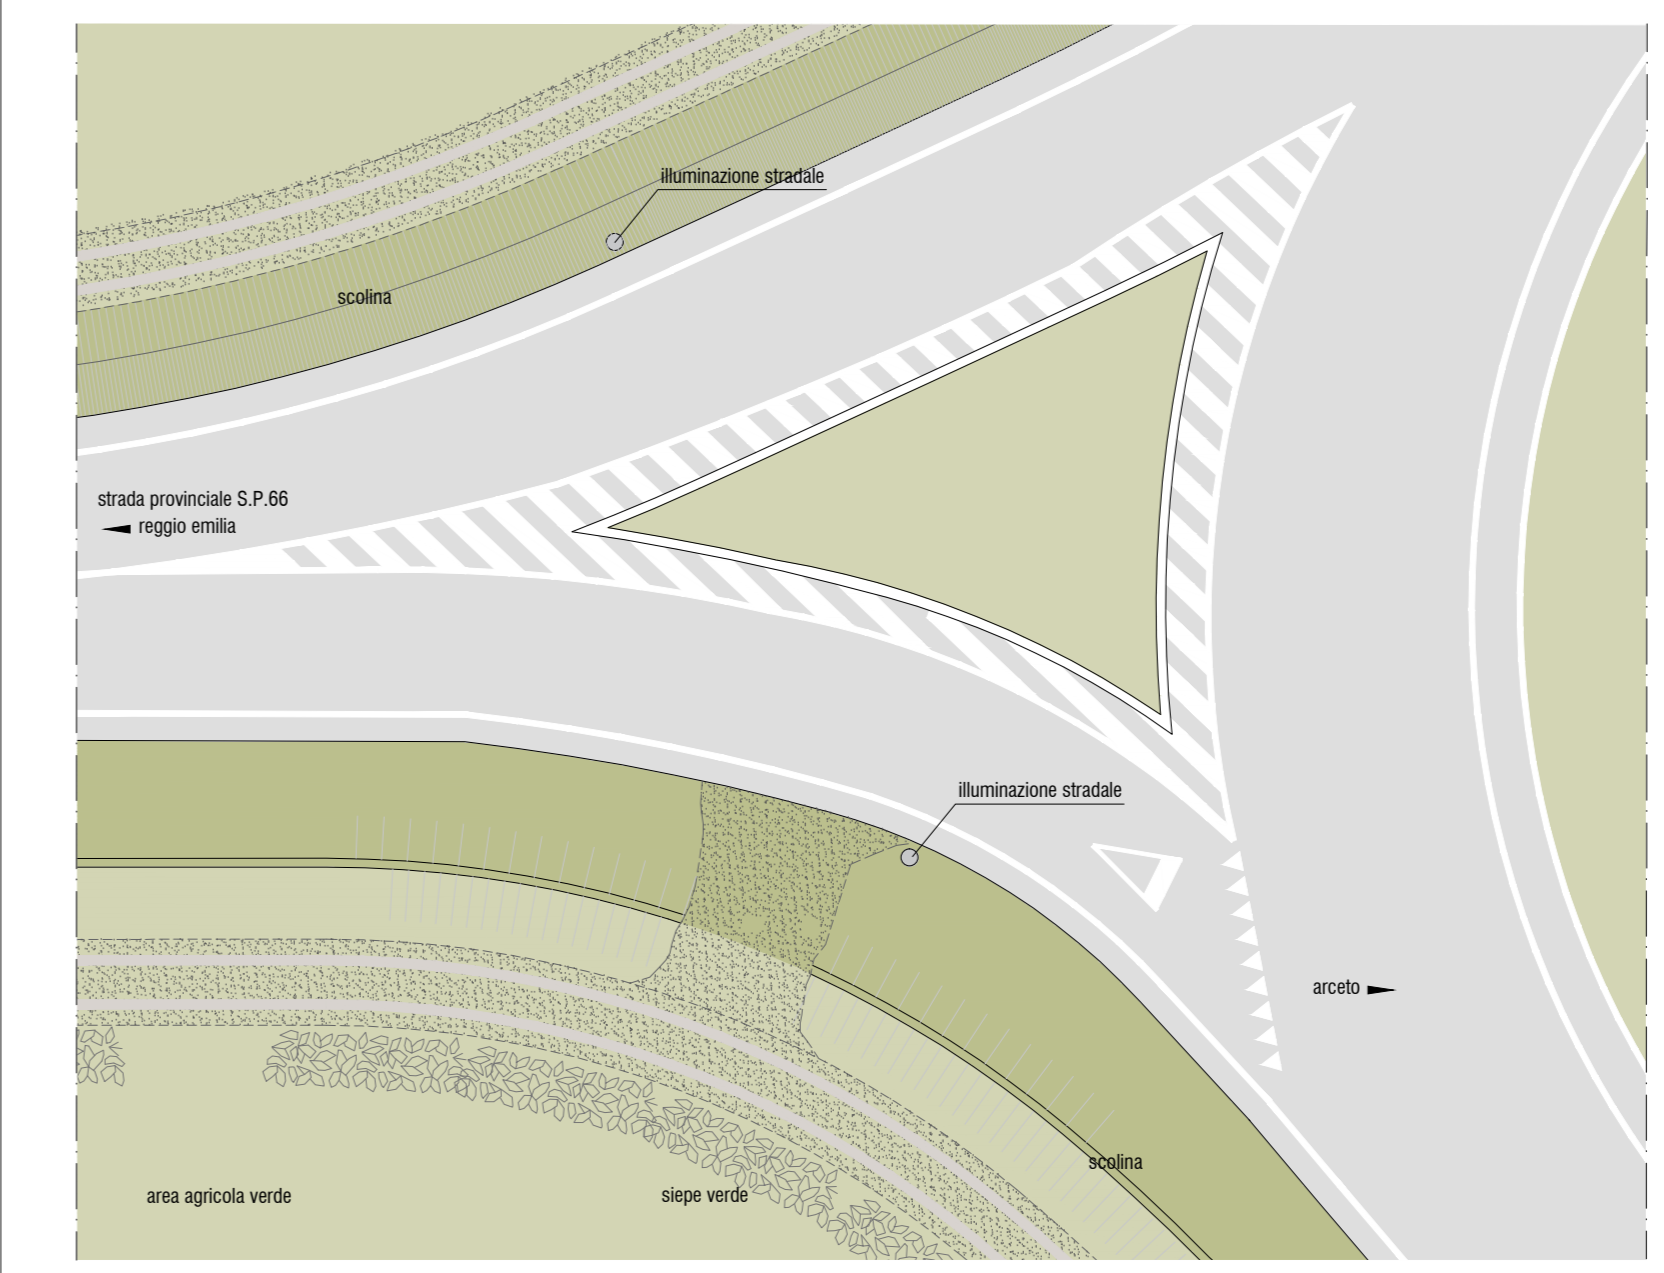 illuminazione stradale
scolina
strada provinciale S.P.66
reggio emilia
illuminazione stradale
arceto
scolina
area agricola verde
siepe verde